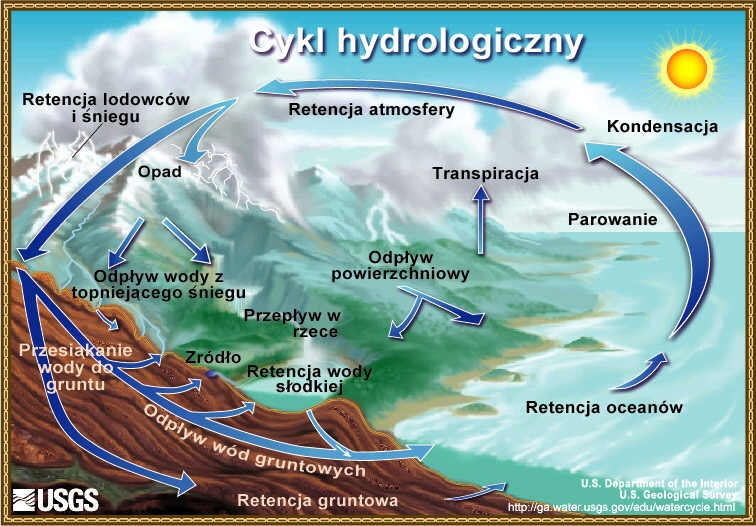 Cykl hydrologiczny
Retencja lodowców
i śniegu
Retencja atmosfery
Kondensacja
Opad
Transpiracja
Parowanie
Odpływ
powierzchniowy
Odpływ wody z
topniejącego śniegu
Przepływ w
rzece
Przesiąkanie
wody do
gruntu
Zródło
Retencja wody
słodkiej
Retencja oceanów
Odpływ wód gruntowych
Retencja gruntowa
USGS
U.S. Department of the Interior
U.S. Geological Survey
http://ga.water.usgs.gov/edu/watercycle.html